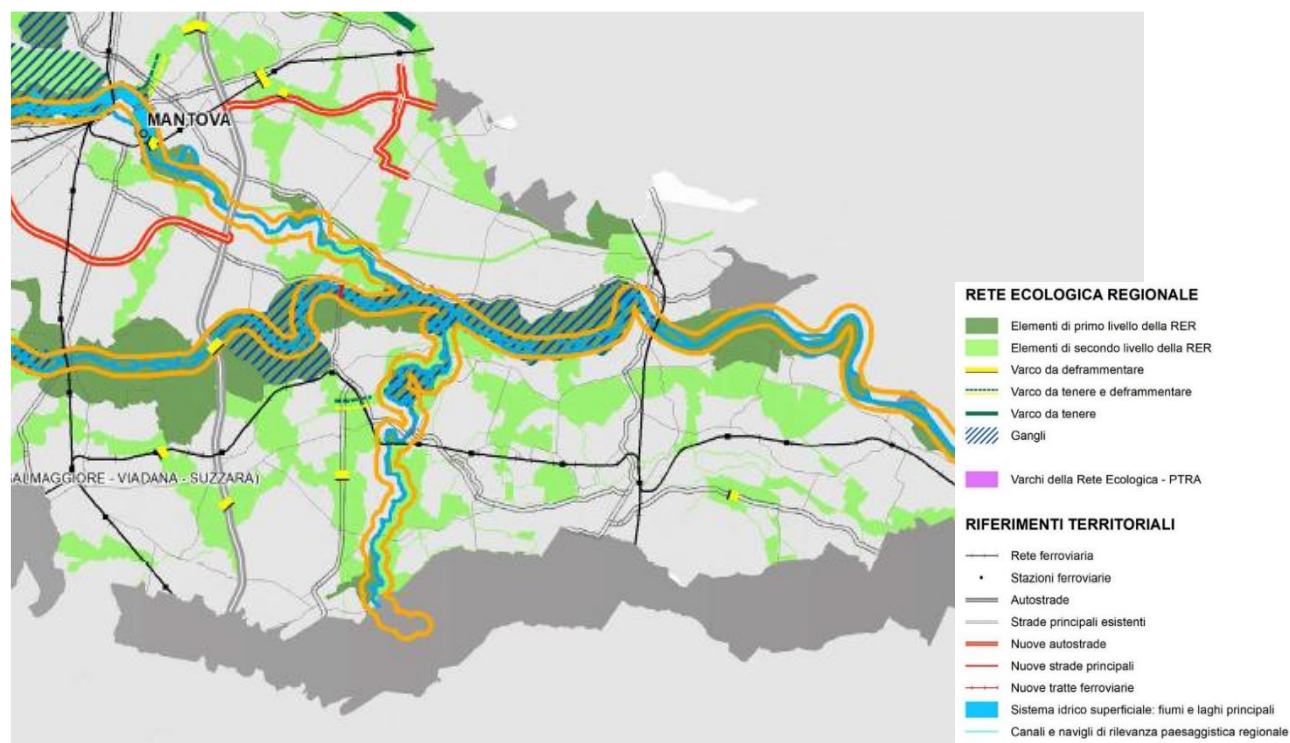 MANTOVA
ALMAGGIORE - VIADANA - SUZZARA)
RETE ECOLOGICA REGIONALE
Elementi di primo livello della RER
Elementi di secondo livello della RER
Varco da deframmentare
Varco da tenere e deframmentare
Varco da tenere
Gangli
Varchi della Rete Ecologica - PTRA
RIFERIMENTI TERRITORIALI
Rete ferroviaria
Stazioni ferroviarie
Autostrade
Strade principali esistenti
Nuove autostrade
Nuove strade principali
Nuove tratte ferroviarie
Sistema idrico superficiale: fiumi e laghi principali
Canali e navigli di rilevanza paesaggistica regionale